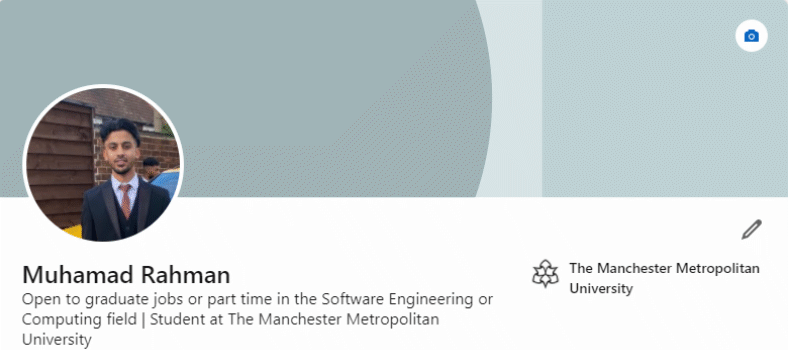 Muhamad Rahman
Open to graduate jobs or part time in the Software Engineering or
Computing field | Student at The Manchester Metropolitan
University
The Manchester Metropolitan
University